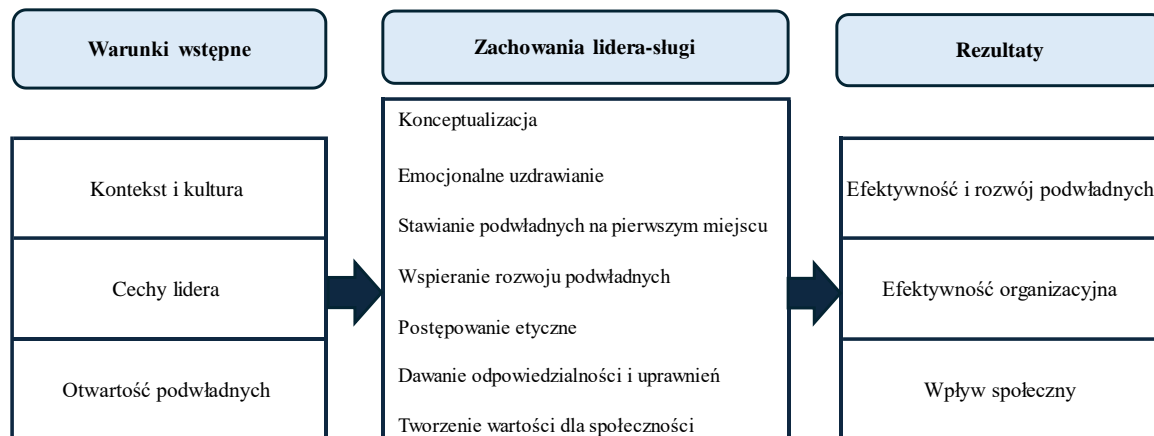 Warunki wstępne
Zachowania lidera-sługi
Rezultaty
Kontekst i kultura
Cechy lidera
Otwartość podwładnych
Konceptualizacja
Emocjonalne uzdrawianie
Stawianie podwładnych na pierwszym miejscu
Wspieranie rozwoju podwładnych
Postępowanie etyczne
Dawanie odpowiedzialności i uprawnień
Tworzenie wartości dla społeczności
Efektywność i rozwój podwładnych
Efektywność organizacyjna
Wpływ społeczny